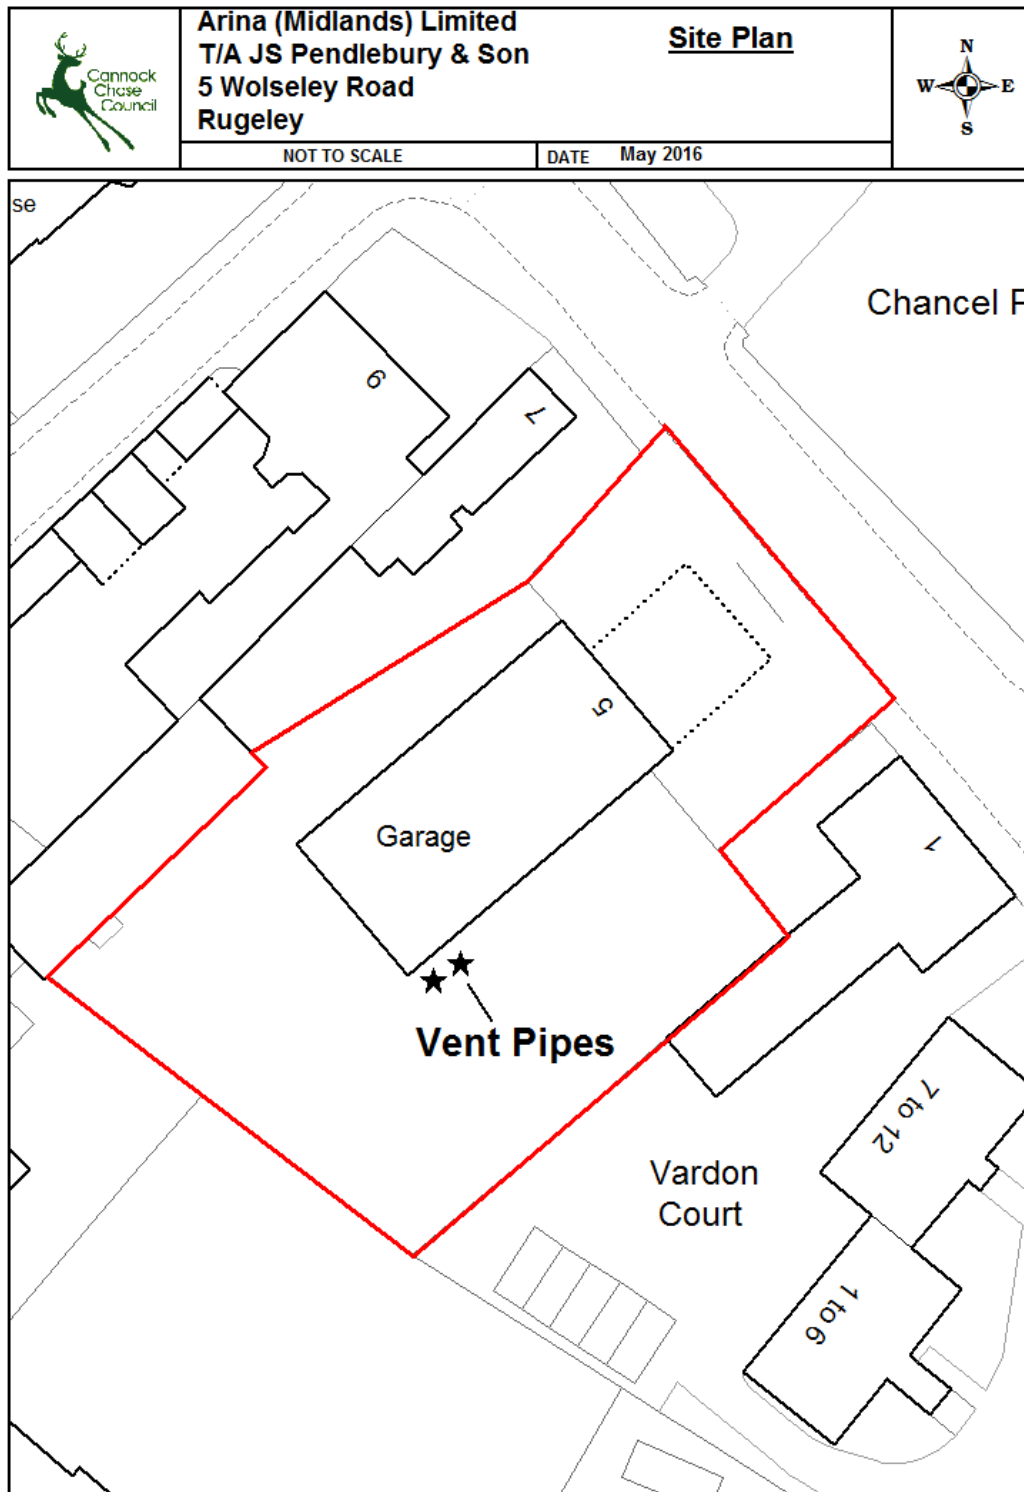 Cannock
Chase
Council
Arina (Midlands) Limited
T/A JS Pendlebury & Son
5 Wolseley Road
Rugeley
Site Plan
N
W E
S
NOT TO SCALE
DATE May 2016
se
Chancel P
9
7
5
Garage
1
Vent Pipes
7 to 12
Vardon
Court
1 to 6